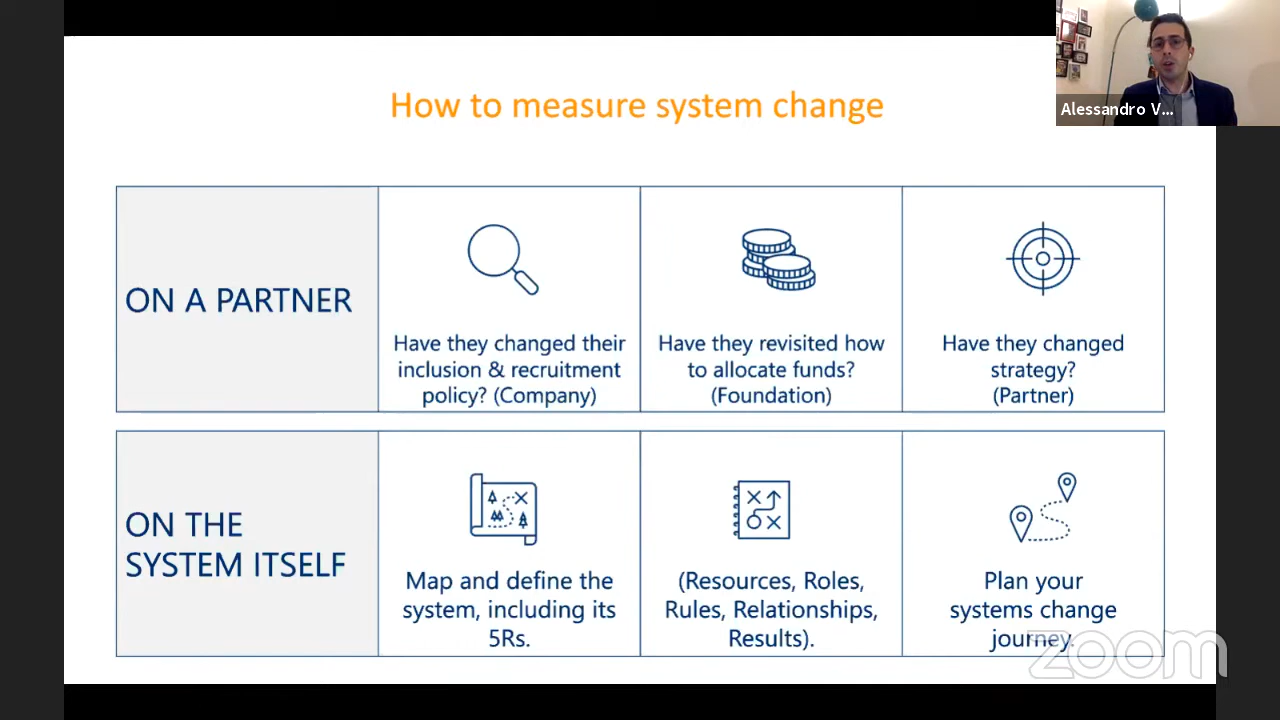 How to measure system change
Alessandro V...
ON A PARTNER
Have they changed their
inclusion & recruitment
policy? (Company)
Have they revisited how
to allocate funds?
(Foundation)
Have they changed
strategy?
(Partner)
ON THE
SYSTEM ITSELF
Map and define the
system, including its
5Rs.
(Resources, Roles,
Rules, Relationships,
Results).
Plan your
systems change
journey.
zoom